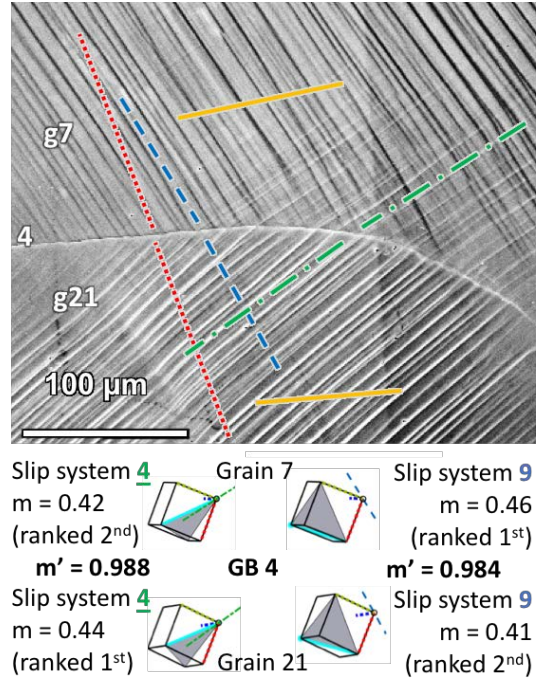 g7
4
g21
100 μm
Slip system 4 Grain 7 Slip system 9
m = 0.42 m = 0.46
(ranked 2nd) (ranked 1st)
m’ = 0.988 GB 4 m’ = 0.984
Slip system 4 Slip system 9
m = 0.44 m = 0.41
(ranked 1st) Grain 21 (ranked 2nd)